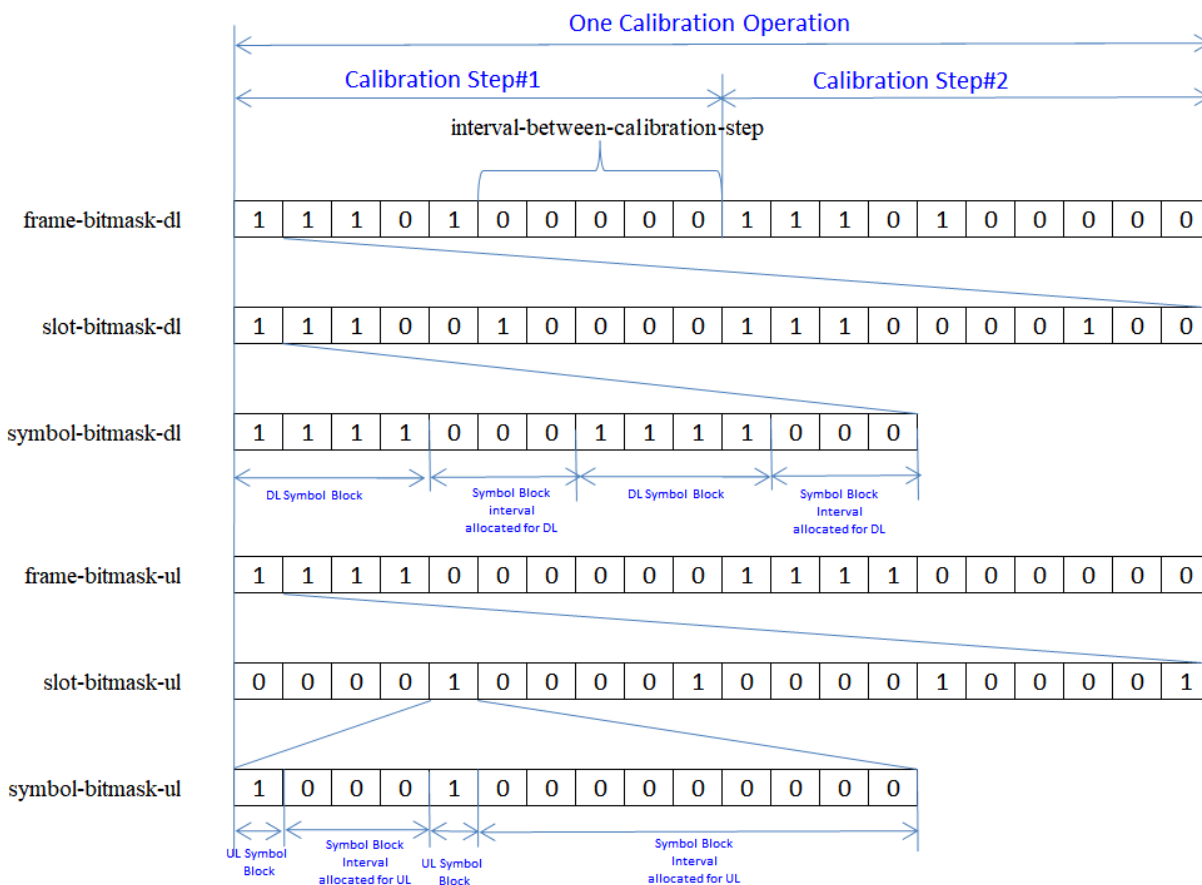 One Calibration Operation
Calibration Step#1 Calibration Step#2
interval-between-calibration-step
frame-bitmask-dl 1 1 1 0 1 0 0 0 0 0 1 1 1 0 1 0 0 0 0 0
slot-bitmask-dl 1 1 1 0 0 1 0 0 0 0 1 1 1 0 0 0 0 1 0 0
symbol-bitmask-dl 1 1 1 1 0 0 0 1 1 1 1 0 0 0
DL Symbol Block
Symbol Block
interval
allocated for DL
DL Symbol Block
Symbol Block
Interval
allocated for DL
frame-bitmask-ul 1 1 1 1 0 0 0 0 0 0 1 1 1 1 0 0 0 0 0 0
slot-bitmask-ul 0 0 0 0 1 0 0 0 0 1 0 0 0 0 1 0 0 0 0 1
symbol-bitmask-ul 1 0 0 0 1 0 0 0 0 0 0 0 0 0
UL Symbol
Block
Symbol Block
Interval
allocated for UL
UL Symbol
Block
Symbol Block
Interval
allocated for UL